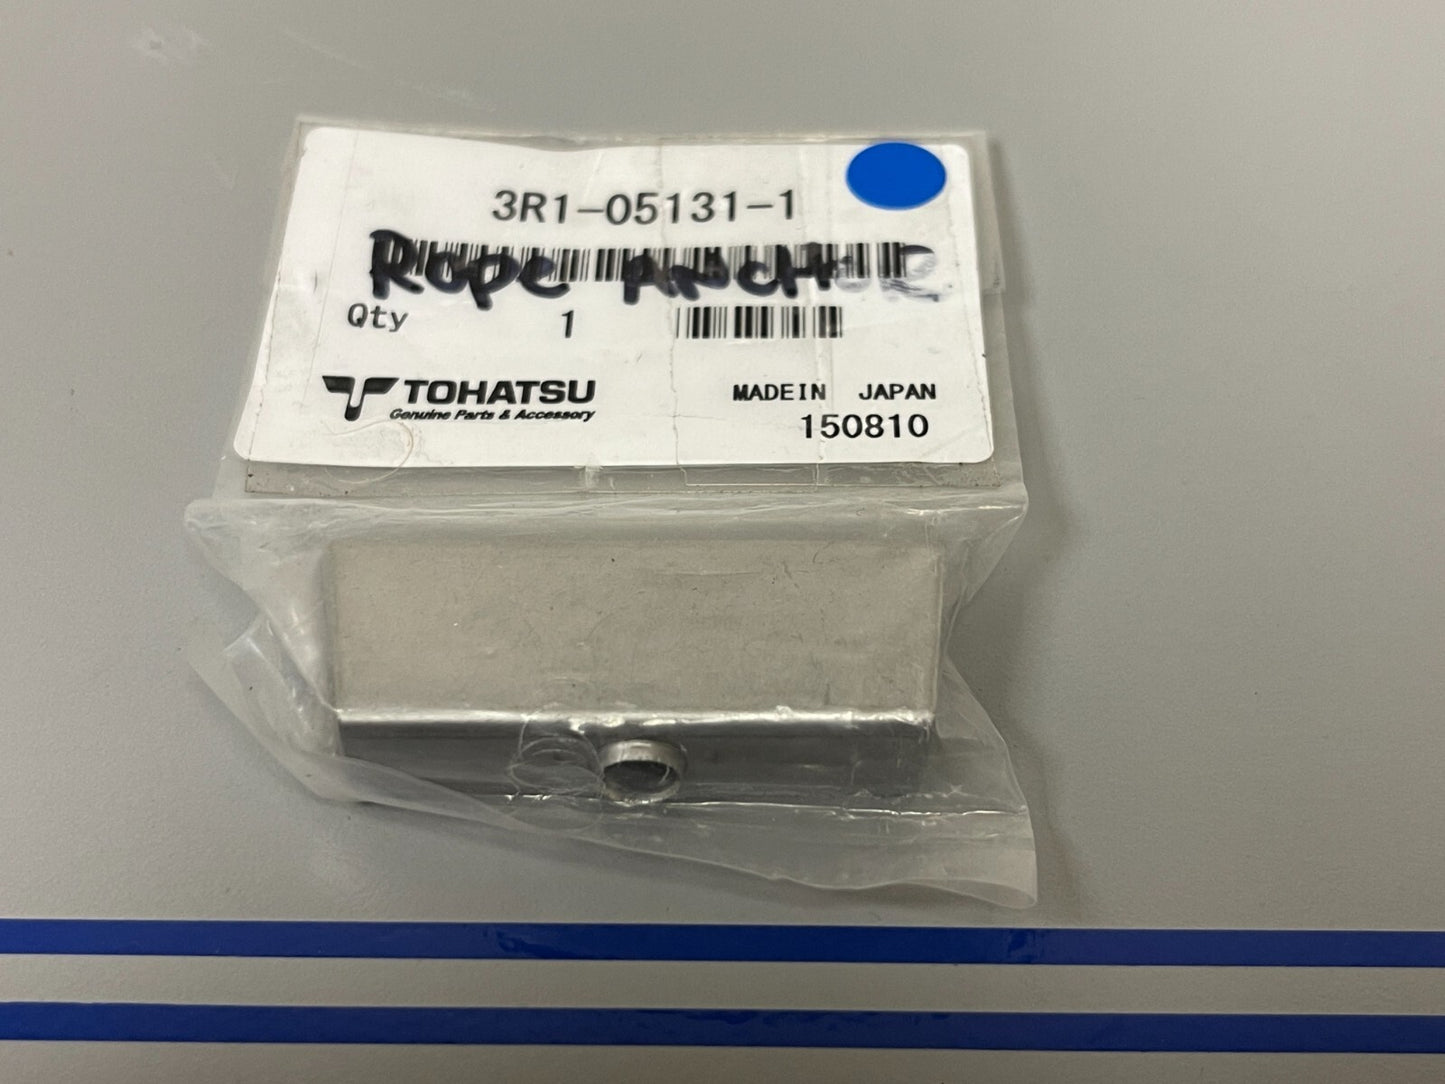 3R1-05131-1
ROPE ANCHOR
Qty 1
TOHATSU
Genuine Parts & Accessory
MADEIN JAPAN
150810